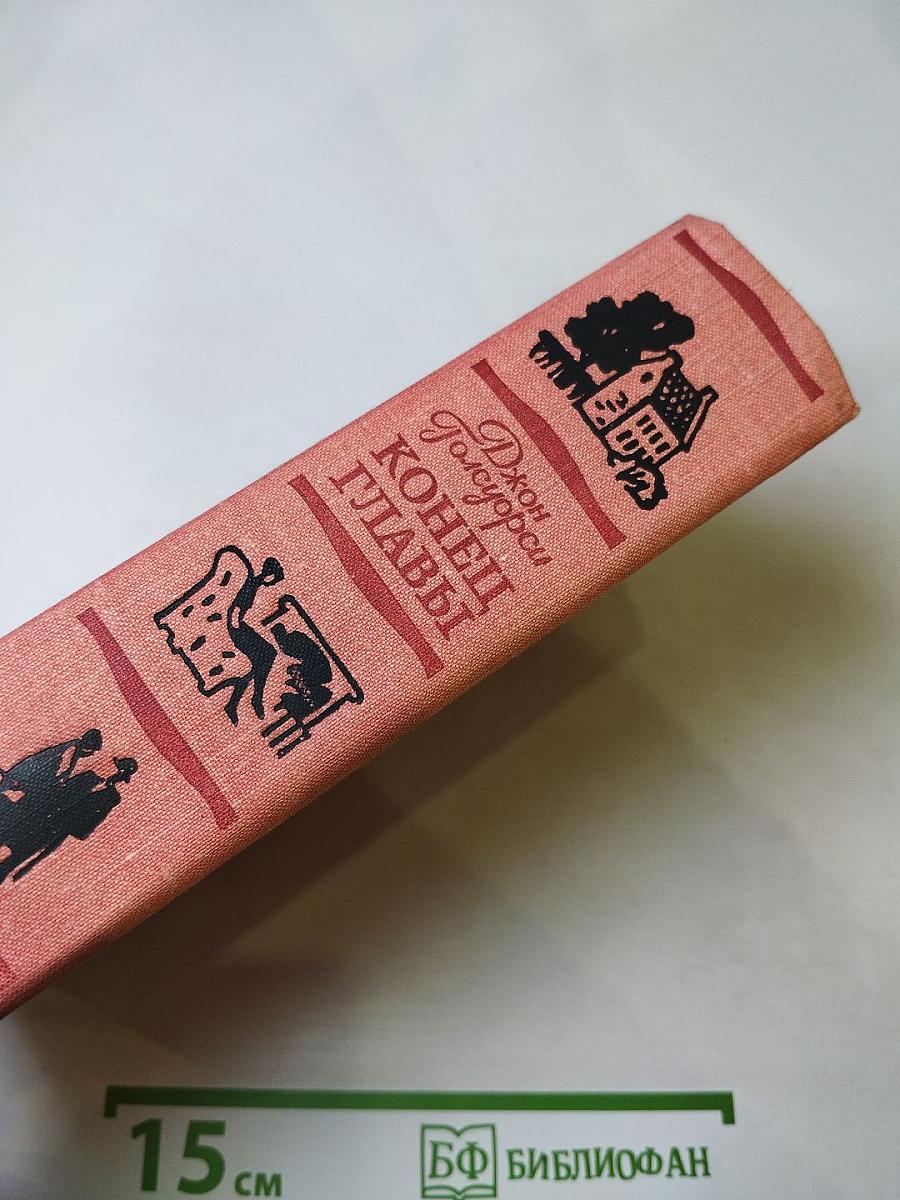 Джон
Голсуорси
КОНЕЦ
ГЛАВЫ
15 см
БФ БИБЛИОФАН